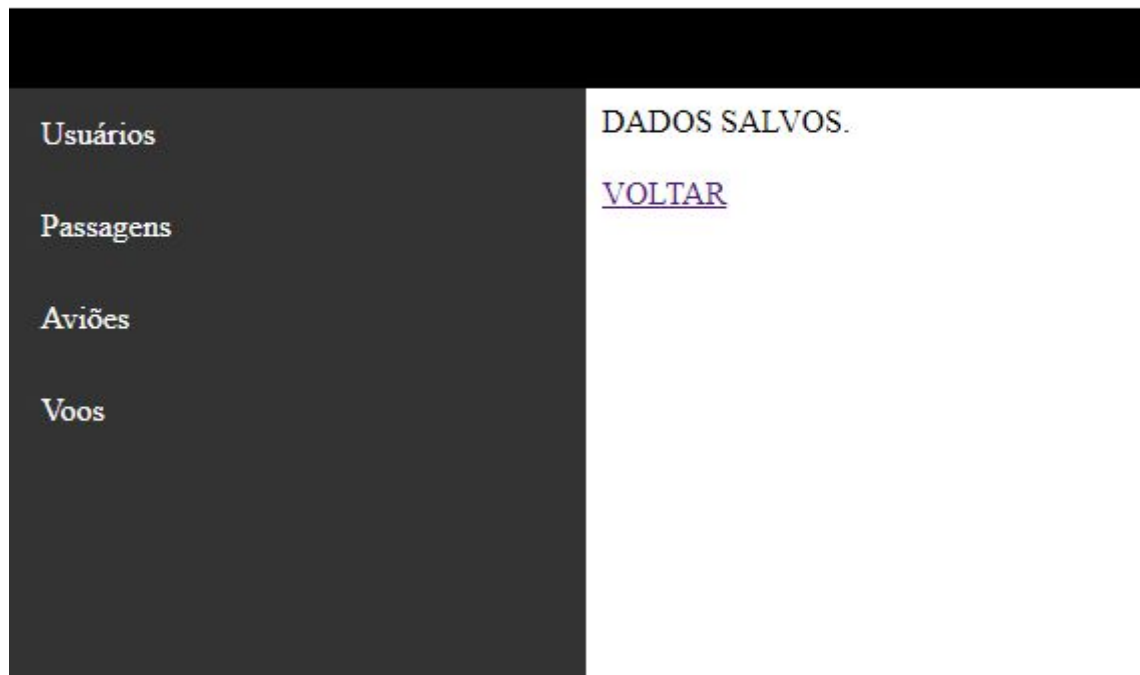 Usuários
Passagens
Aviões
Voos
DADOS SALVOS.
VOLTAR